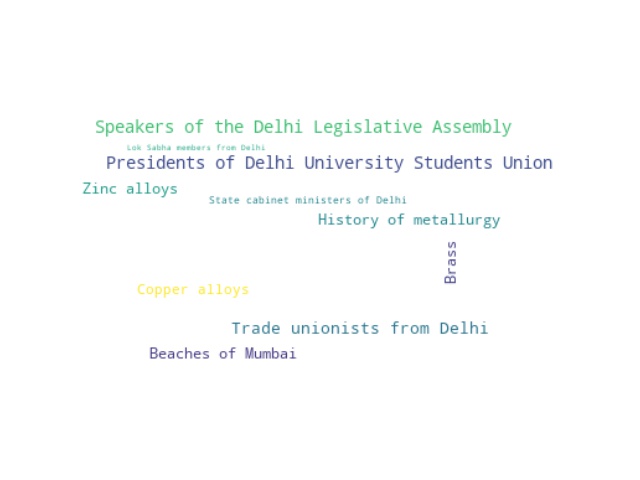 Speakers of the Delhi Legislative Assembly
Lok Sabha members from Delhi
Presidents of Delhi University Students Union
Zinc alloys
State cabinet ministers of Delhi
History of metallurgy
Brass
Copper alloys
Trade unionists from Delhi
Beaches of Mumbai